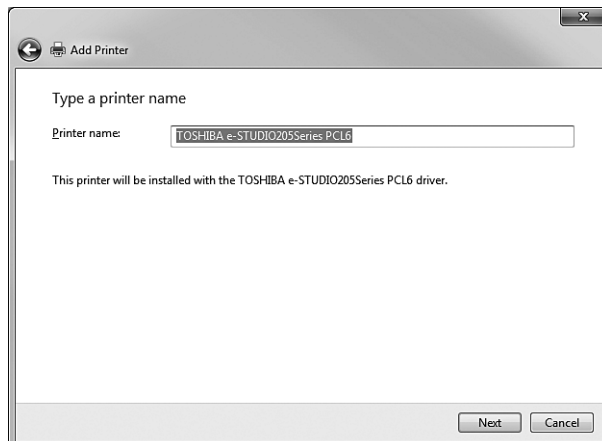 Add Printer
Type a printer name
Printer name: TOSHIBA e-STUDIO205Series PCL6
This printer will be installed with the TOSHIBA e-STUDIO205Series PCL6 driver.
Next Cancel